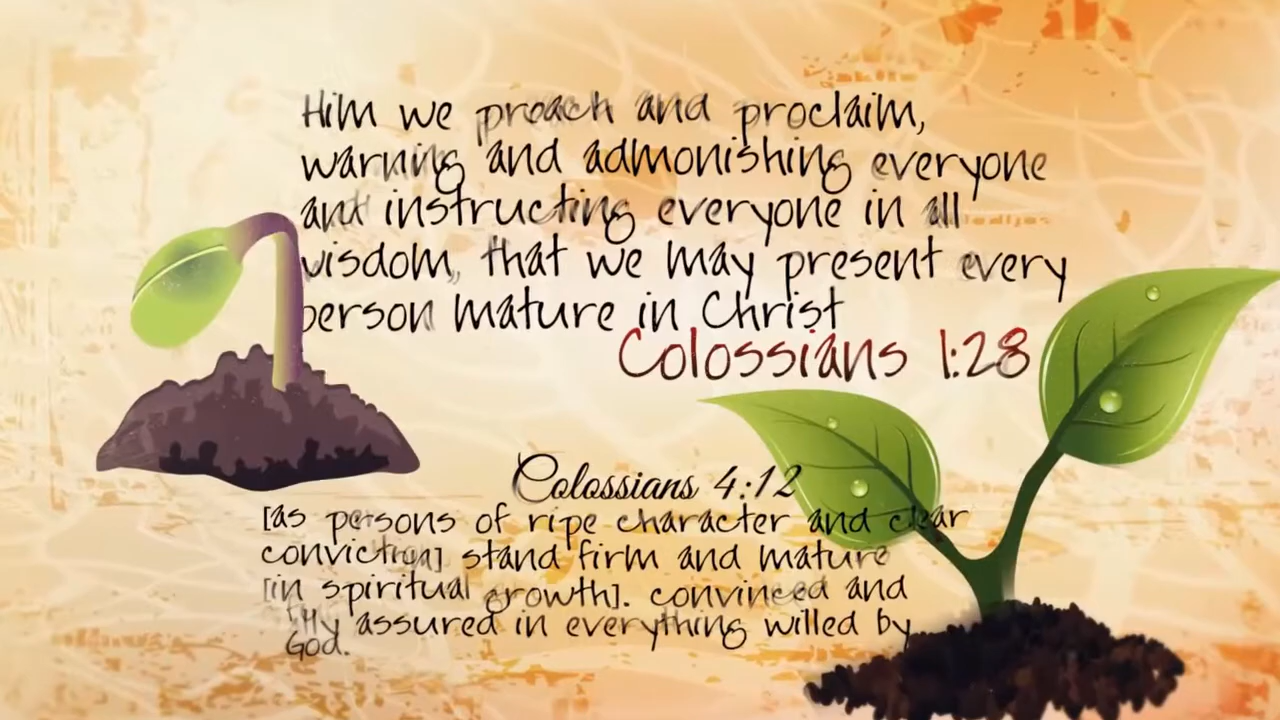 Him we preach and proclaim,
warning and admonishing everyone
and instructing everyone in all
wisdom, that we may present every
person mature in Christ
Colossians 1:28
Colossians 4:12
[as persons of ripe character and clear
conviction] stand firm and mature
[in spiritual growth]. convinced and
assured in everything willed by
God.